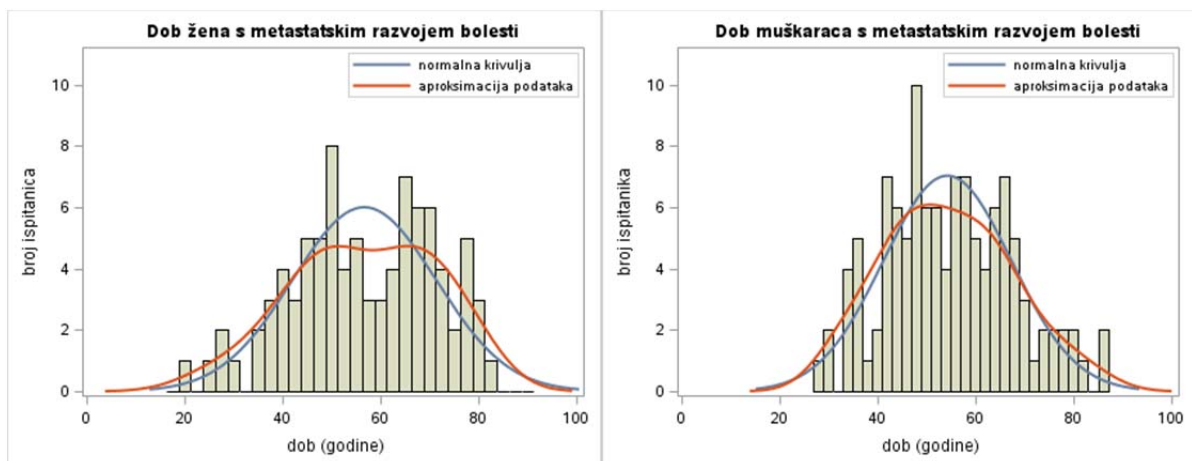 Dob žena s metastatskim razvojem bolesti
normalna krivulja
aproksimacija podataka
10
8
6
4
2
0
broj ispitanica
0 20 40 60 80 100
dob (godine)
Dob muškaraca s metastatskim razvojem bolesti
normalna krivulja
aproksimacija podataka
10
8
6
4
2
0
broj ispitanika
0 20 40 60 80 100
dob (godine)